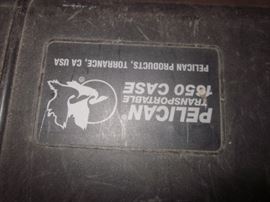 PELICAN
TRANSPORTABLE
1650 CASE
PELICAN PRODUCTS, TORRANCE, CA USA